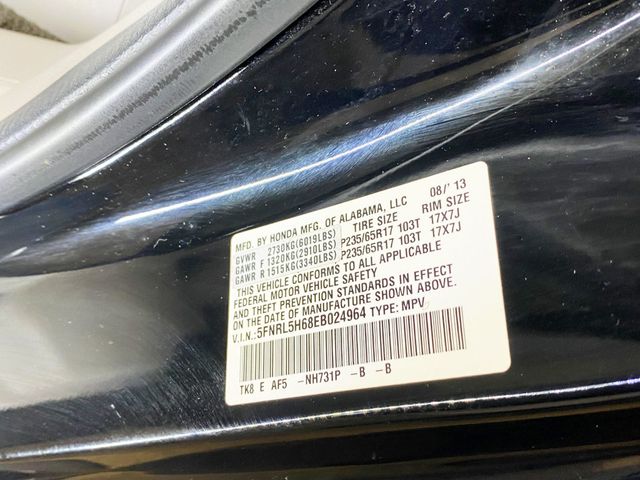 MFD. BY HONDA MFG. OF ALABAMA, LLC 08/'13
GVWR 2730KG(6019LBS) TIRE SIZE RIM SIZE
GAWR F 1320KG(2910LBS) P235/65R17 103T 17X7J
GAWR R 1515KG(3340LBS) P235/65R17 103T 17X7J
THIS VEHICLE CONFORMS TO ALL APPLICABLE
FEDERAL MOTOR VEHICLE SAFETY
AND THEFT PREVENTION STANDARDS IN EFFECT
ON THE DATE OF MANUFACTURE SHOWN ABOVE.
V.I.N.: 5FNRL5H68EB024964 TYPE: MPV
TK8 E AF5 -NH731P -B -B